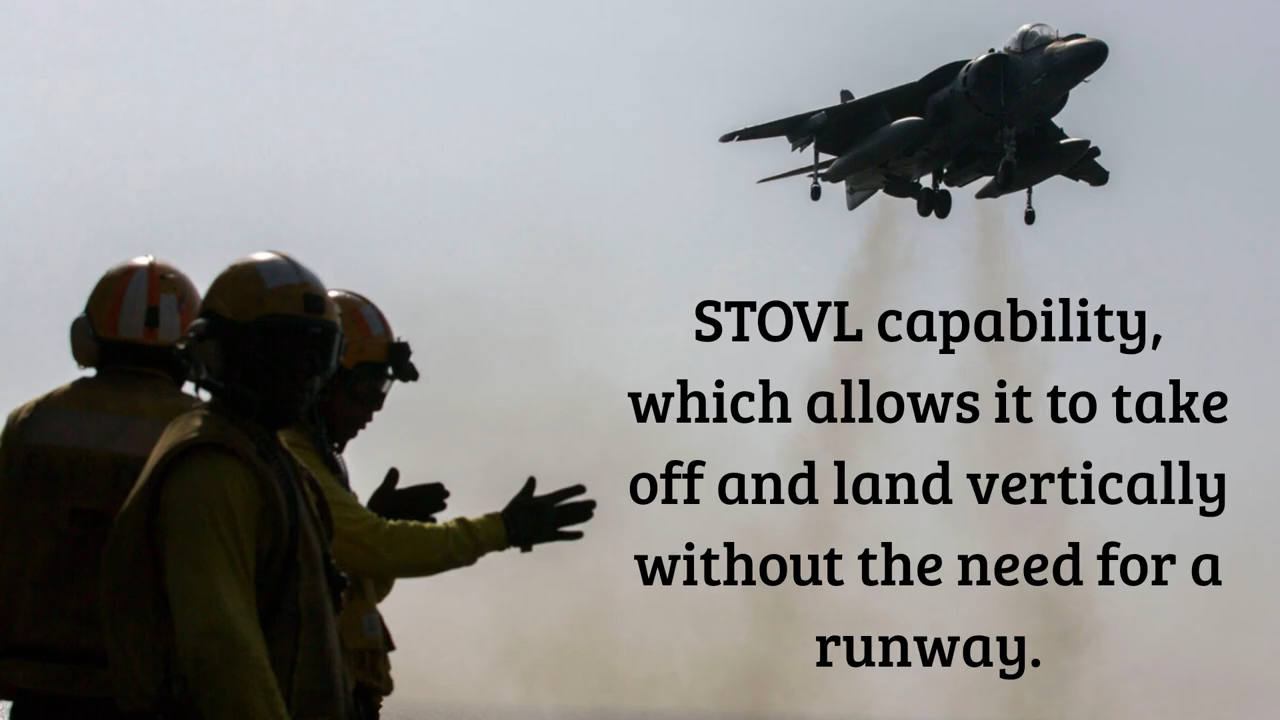 STOVL capability,
which allows it to take
off and land vertically
without the need for a
runway.